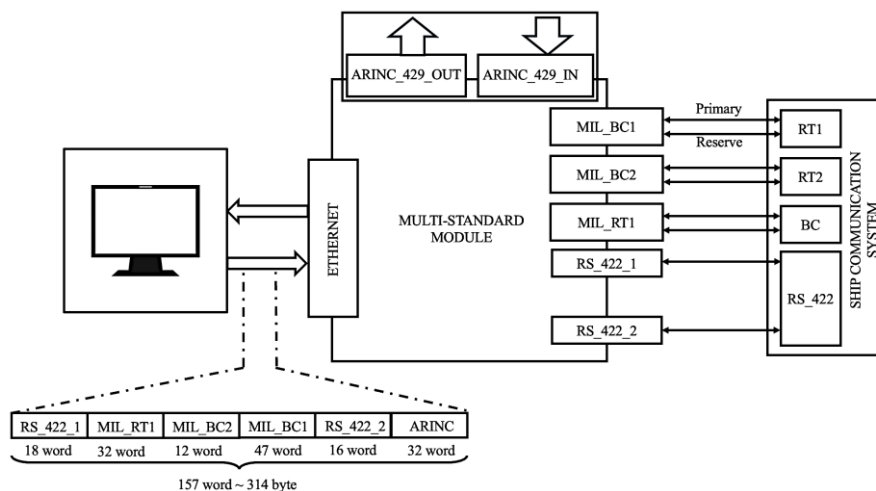 ARINC_429_OUT
ARINC_429_IN
MIL_BC1
Primary
Reserve
RT1
MIL_BC2
RT2
MULTI-STANDARD
MODULE
MIL_RT1
BC
ETHERNET
RS_422_1
RS_422
RS_422_2
SHIP COMMUNICATION
SYSTEM
RS_422_1 MIL_RT1 MIL_BC2 MIL_BC1 RS_422_2 ARINC
18 word 32 word 12 word 47 word 16 word 32 word
157 word ~ 314 byte